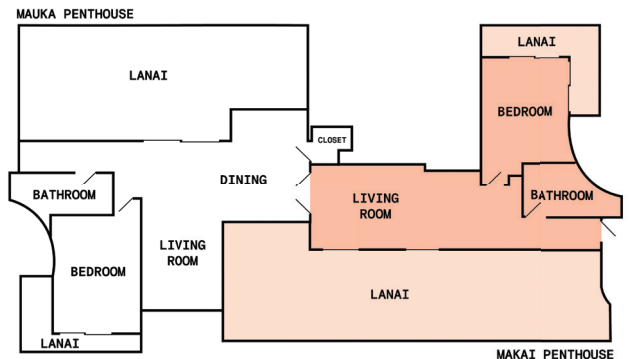 MAUKA PENTHOUSE
LANAI
LANAI
BEDROOM
CLOSET
DINING
BATHROOM
LIVING
ROOM
BATHROOM
LIVING
ROOM
BEDROOM
LANAI
LANAI
MAKAI PENTHOUSE